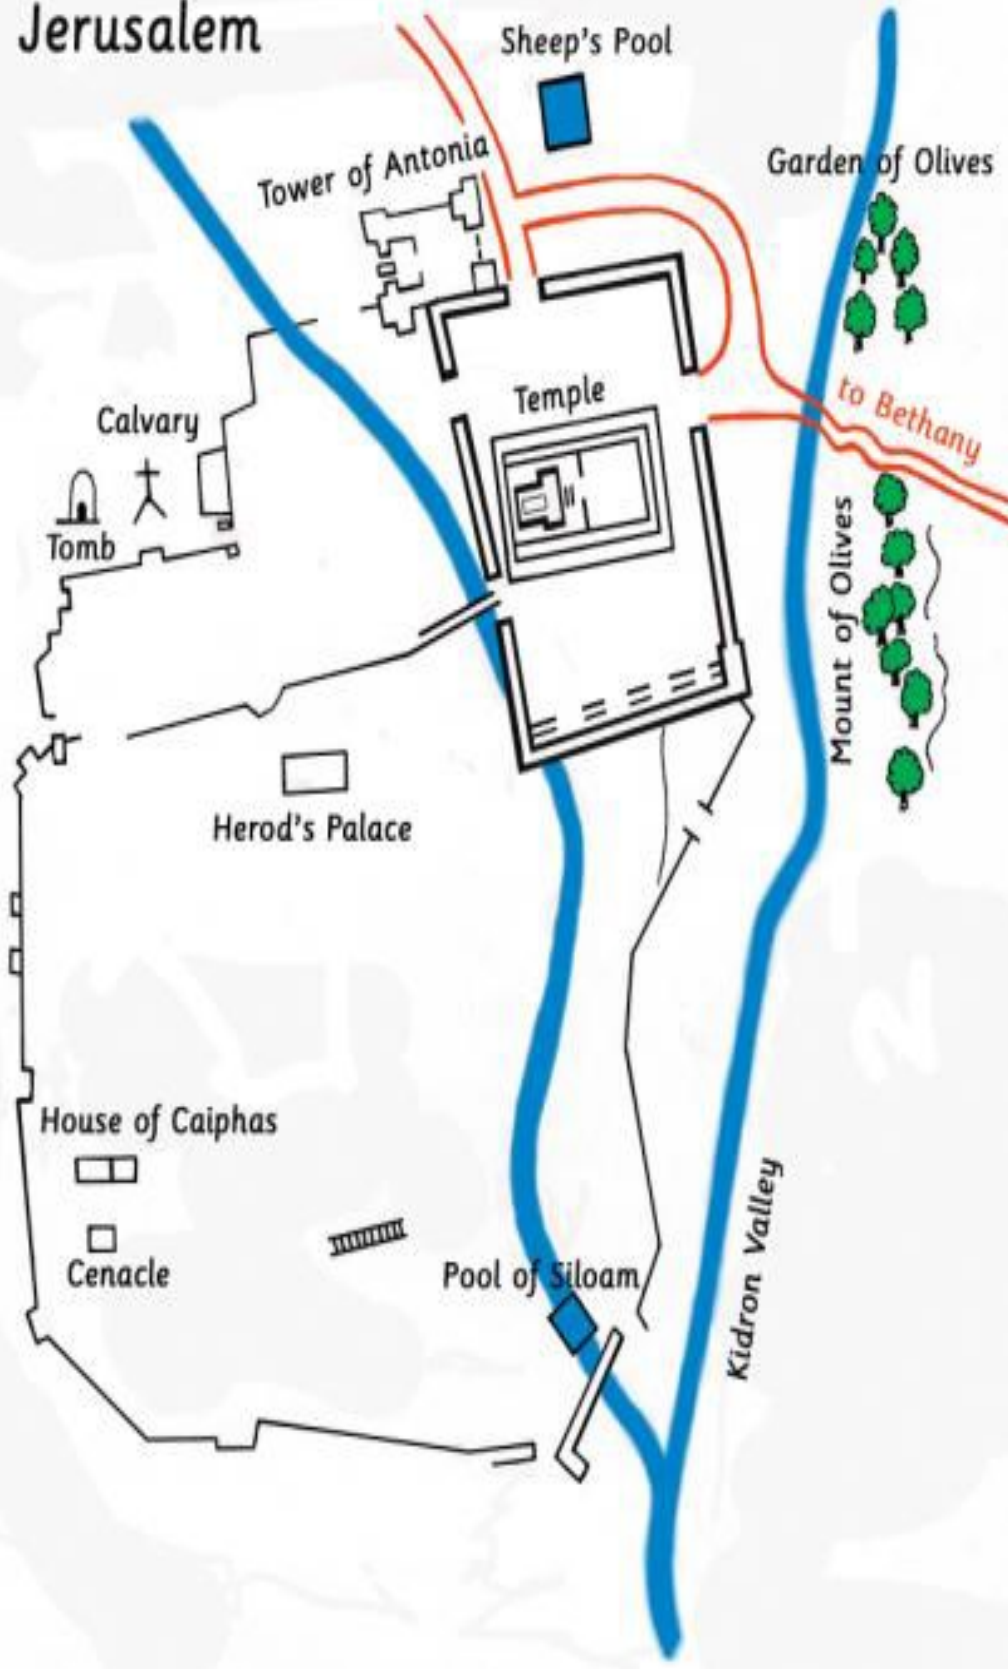 Jerusalem
Sheep's Pool
Tower of Antonia
Garden of Olives
to Bethany
Temple
Calvary
Tomb
Mount of Olives
Herod's Palace
House of Caiphas
Cenacle
Pool of Siloam
Kidron Valley